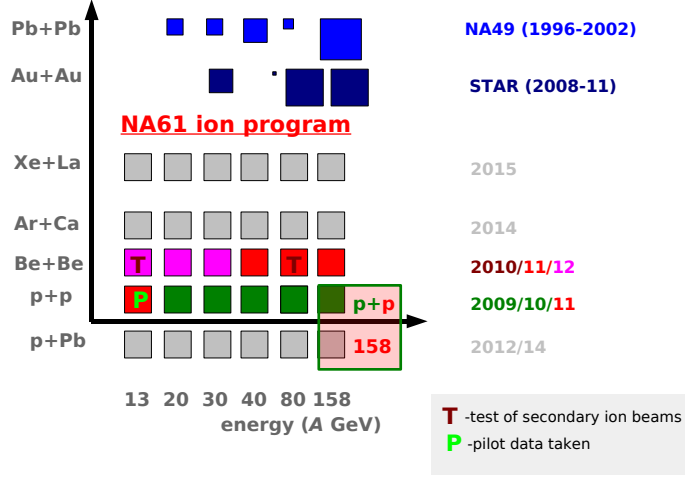 Pb+Pb NA49 (1996-2002)
Au+Au STAR (2008-11)
NA61 ion program
Xe+La 2015
Ar+Ca 2014
Be+Be T T 2010/11/12
p+p P p+p 2009/10/11
p+Pb 158 2012/14
13 20 30 40 80 158
energy (A GeV)
T -test of secondary ion beams
P -pilot data taken